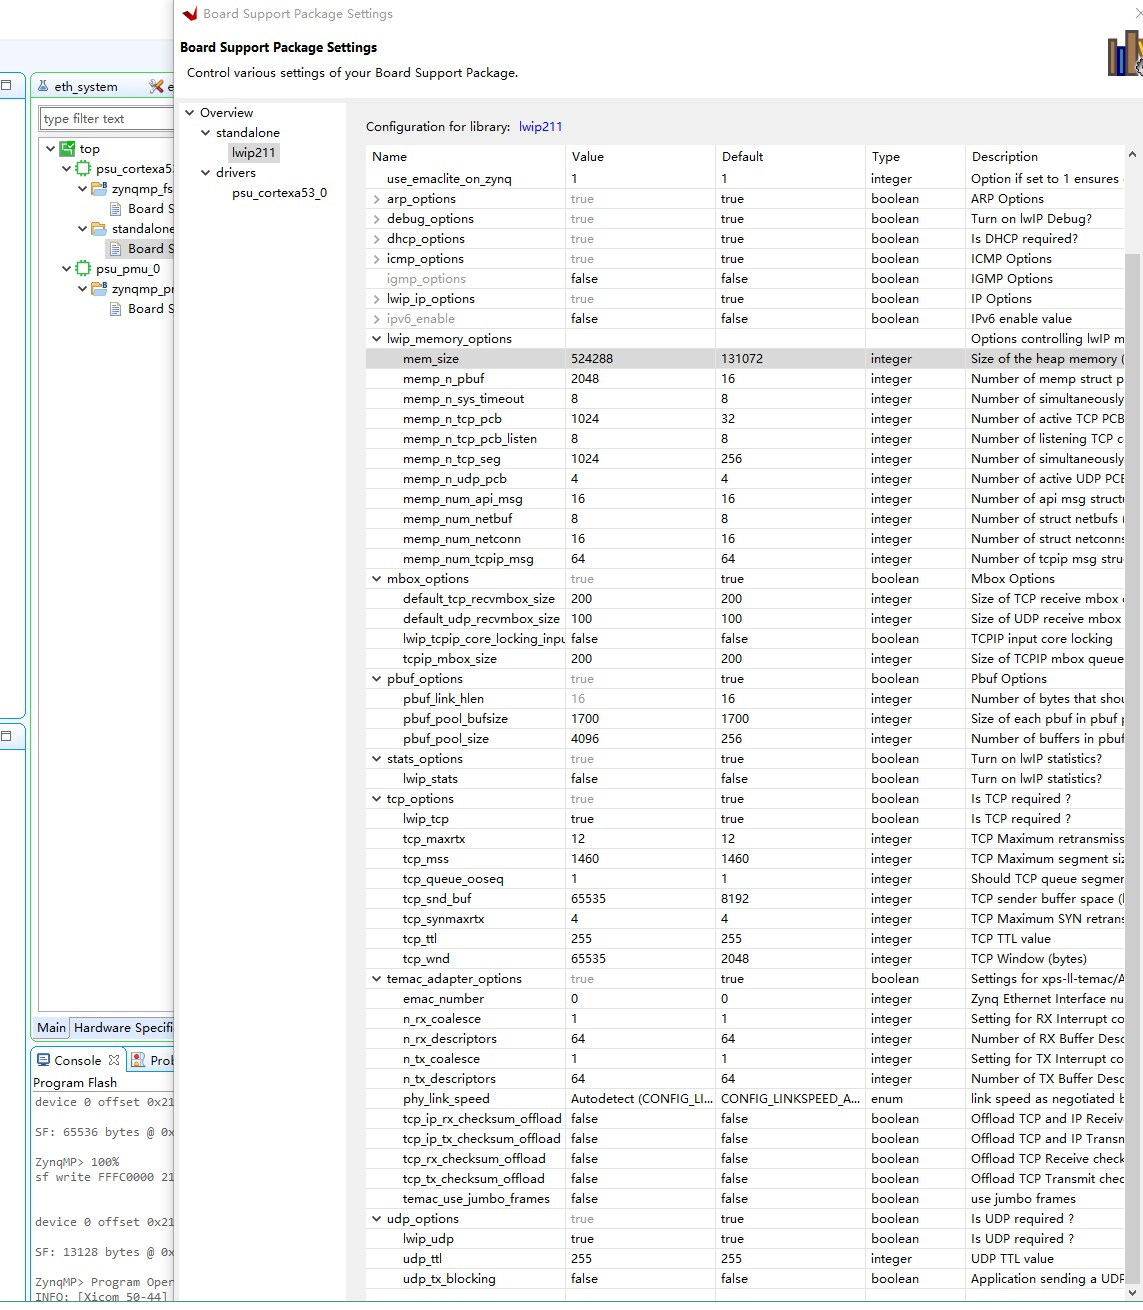 Board Support Package Settings
Board Support Package Settings
Control various settings of your Board Support Package.
eth_system
type filter text
top
psu_cortexa53
zynqmp_fs
Board S
standalone
Board S
psu_pmu_0
zynqmp_pr
Board S
Main Hardware Specifi
Console Prob
Program Flash
device 0 offset 0x21
SF: 65536 bytes @ 0x
ZynqMP> 100%
sf write FFFC0000 21
device 0 offset 0x21
SF: 13128 bytes @ 0x
ZynqMP> Program Oper
INFO: [Xicom 50-44]
Overview
standalone
lwip211
drivers
psu_cortexa53_0
Configuration for library: lwip211
Name Value Default Type Description
use_emaclite_on_zynq 1 1 integer Option if set to 1 ensures
arp_options true true boolean ARP Options
debug_options true true boolean Turn on lwIP Debug?
dhcp_options true true boolean Is DHCP required?
icmp_options true true boolean ICMP Options
igmp_options false false boolean IGMP Options
lwip_ip_options true true boolean IP Options
ipv6_enable false false boolean IPv6 enable value
lwip_memory_options Options controlling lwIP m
mem_size 524288 131072 integer Size of the heap memory (
memp_n_pbuf 2048 16 integer Number of memp struct p
memp_n_sys_timeout 8 8 integer Number of simultaneously
memp_n_tcp_pcb 1024 32 integer Number of active TCP PCB
memp_n_tcp_pcb_listen 8 8 integer Number of listening TCP c
memp_n_tcp_seg 1024 256 integer Number of simultaneously
memp_n_udp_pcb 4 4 integer Number of active UDP PCB
memp_num_api_msg 16 16 integer Number of api msg struct
memp_num_netbuf 8 8 integer Number of struct netbufs (
memp_num_netconn 16 16 integer Number of struct netconns
memp_num_tcpip_msg 64 64 integer Number of tcpip msg stru
mbox_options true true boolean Mbox Options
default_tcp_recvmbox_size 200 200 integer Size of TCP receive mbox
default_udp_recvmbox_size 100 100 integer Size of UDP receive mbox
lwip_tcpip_core_locking_inpu false false boolean TCPIP input core locking
tcpip_mbox_size 200 200 integer Size of TCPIP mbox queue
pbuf_options true true boolean Pbuf Options
pbuf_link_hlen 16 16 integer Number of bytes that shou
pbuf_pool_bufsize 1700 1700 integer Size of each pbuf in pbuf p
pbuf_pool_size 4096 256 integer Number of buffers in pbuf
stats_options true true boolean Turn on lwIP statistics?
lwip_stats false false boolean Turn on lwIP statistics?
tcp_options true true boolean Is TCP required ?
lwip_tcp true true boolean Is TCP required ?
tcp_maxrtx 12 12 integer TCP Maximum retransmiss
tcp_mss 1460 1460 integer TCP Maximum segment siz
tcp_queue_ooseq 1 1 integer Should TCP queue segmer
tcp_snd_buf 65535 8192 integer TCP sender buffer space (l
tcp_synmaxrtx 4 4 integer TCP Maximum SYN retrans
tcp_ttl 255 255 integer TCP TTL value
tcp_wnd 65535 2048 integer TCP Window (bytes)
temac_adapter_options true true boolean Settings for xps-ll-temac/A
emac_number 0 0 integer Zynq Ethernet Interface nu
n_rx_coalesce 1 1 integer Setting for RX Interrupt co
n_rx_descriptors 64 64 integer Number of RX Buffer Desc
n_tx_coalesce 1 1 integer Setting for TX Interrupt co
n_tx_descriptors 64 64 integer Number of TX Buffer Desc
phy_link_speed Autodetect (CONFIG_LI... CONFIG_LINKSPEED_A... enum link speed as negotiated b
tcp_ip_rx_checksum_offload false false boolean Offload TCP and IP Receiv
tcp_ip_tx_checksum_offload false false boolean Offload TCP and IP Transn
tcp_rx_checksum_offload false false boolean Offload TCP Receive check
tcp_tx_checksum_offload false false boolean Offload TCP Transmit chec
temac_use_jumbo_frames false false boolean use jumbo frames
udp_options true true boolean Is UDP required ?
lwip_udp true true boolean Is UDP required ?
udp_ttl 255 255 integer UDP TTL value
udp_tx_blocking false false boolean Application sending a UDP